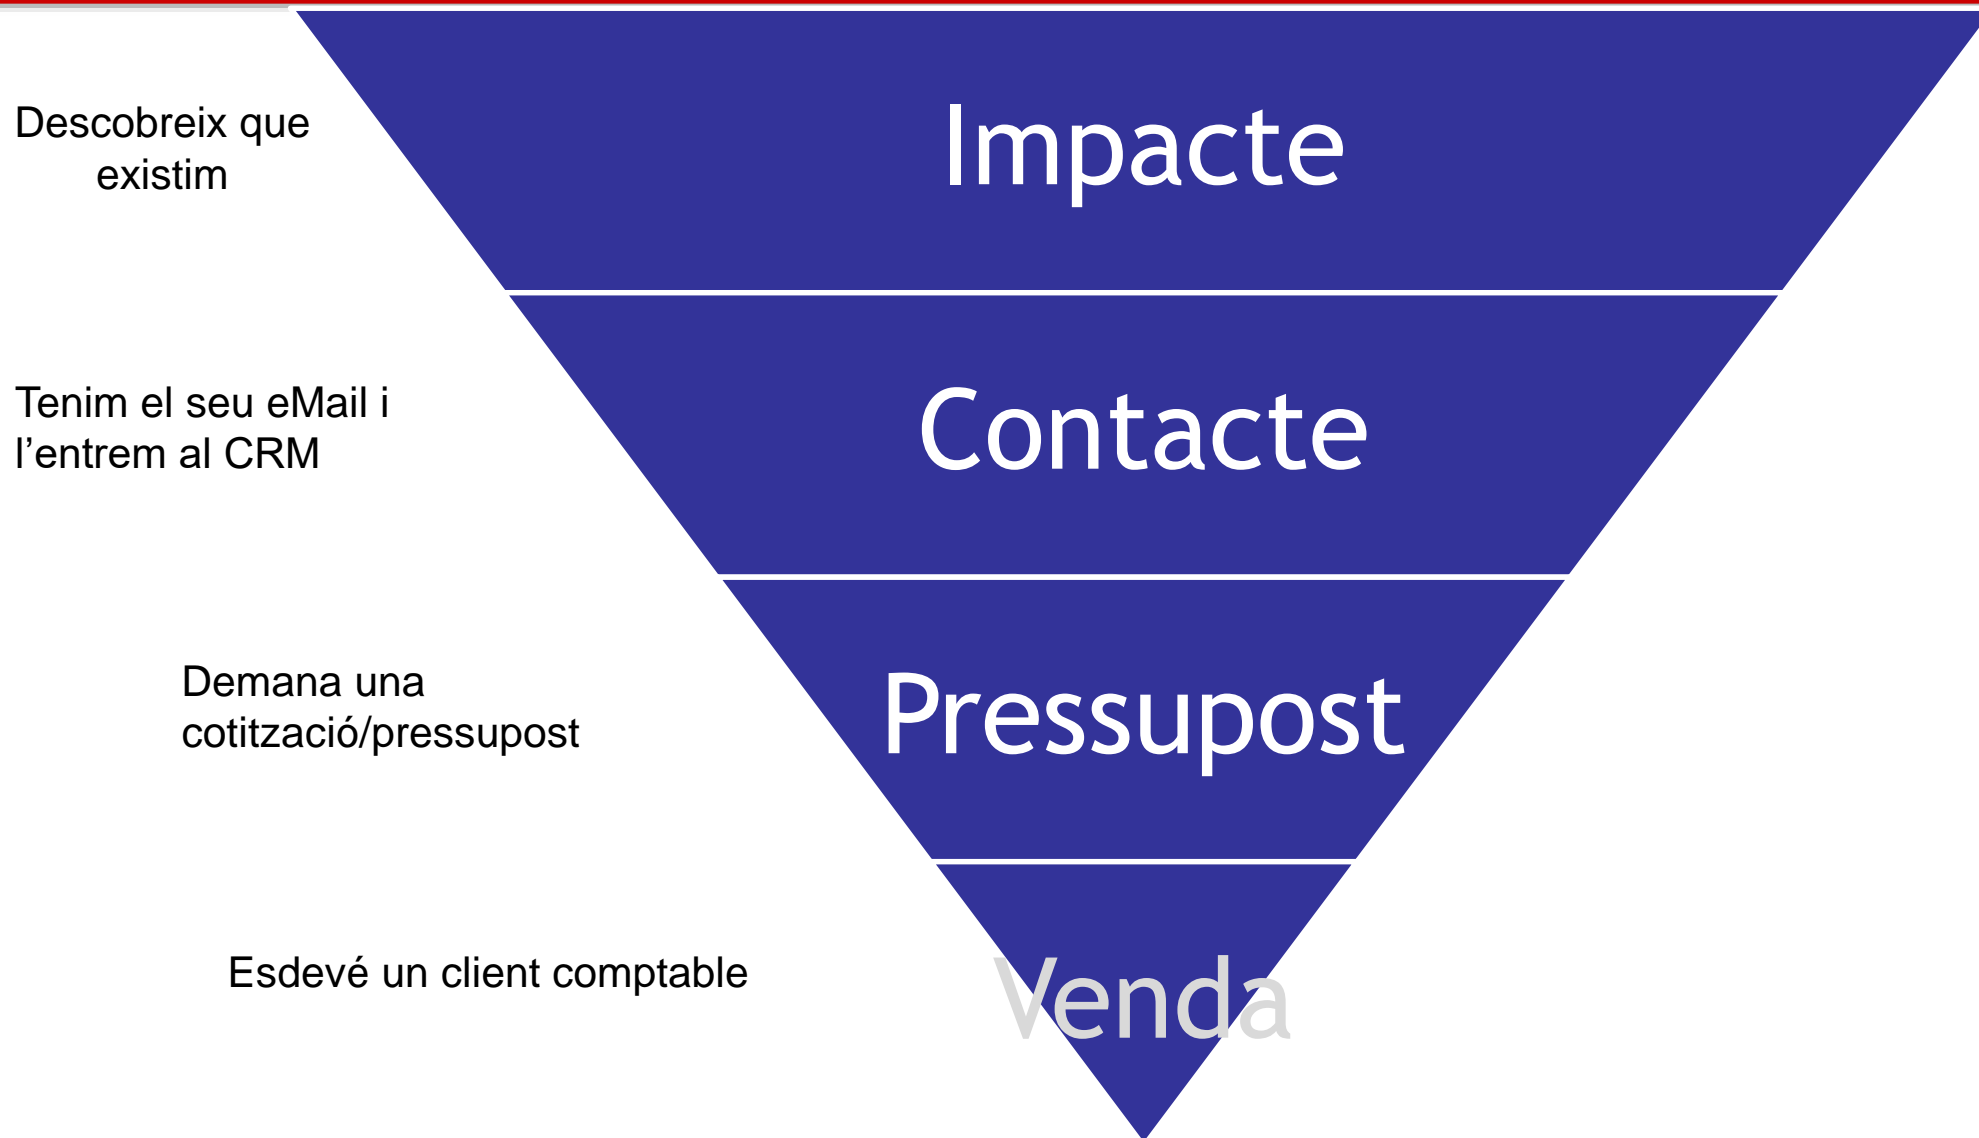 Descobreix que
existim
Impacte
Tenim el seu eMail i
l’entrem al CRM
Contacte
Demana una
cotització/pressupost
Pressupost
Esdevé un client comptable
Venda